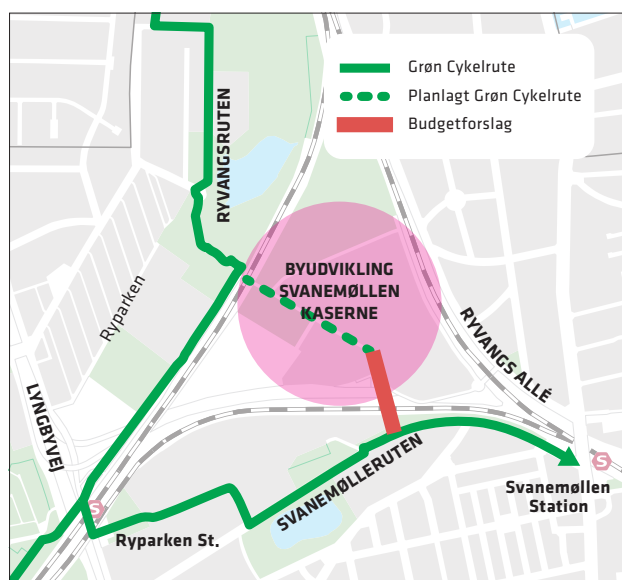 Grøn Cykelrute
Planlagt Grøn Cykelrute
Budgetforslag
RYVANGSRUTEN
BYUDVIKLING
SVANEMØLLEN
KASERNE
Ryparken
RYVANGS ALLÉ
LYNGBYVEJ
SVANEMØLLERUTEN
S
Svanemøllen
Station
S
Ryparken St.